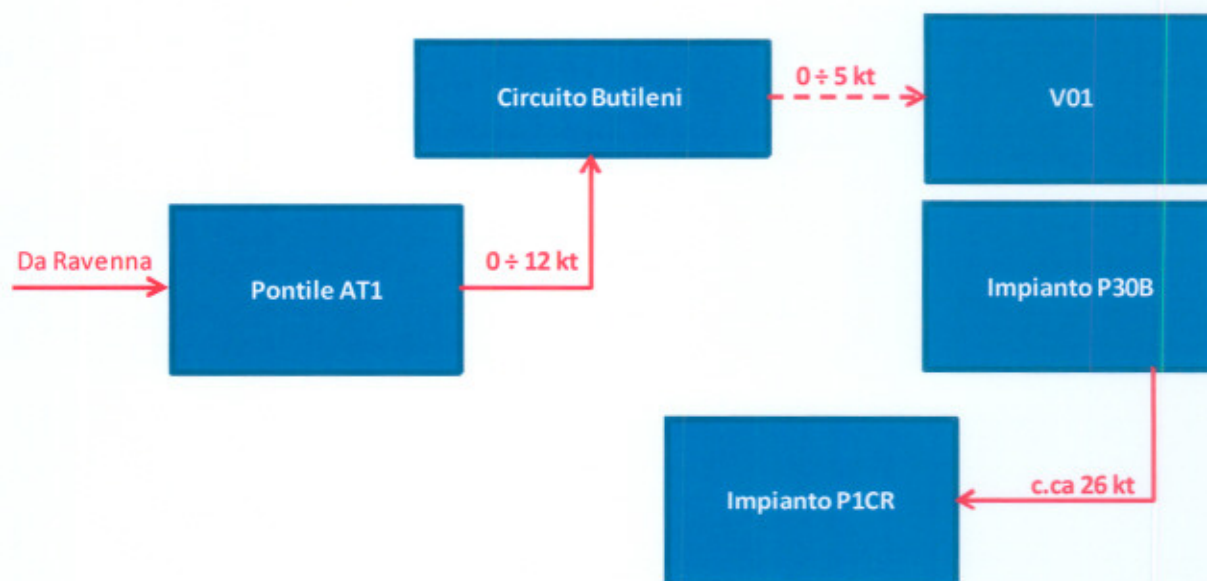 Circuito Butileni
0 ÷ 5 kt
V01
Da Ravenna
Pontile AT1
0 ÷ 12 kt
Impianto P30B
Impianto P1CR
c.ca 26 kt